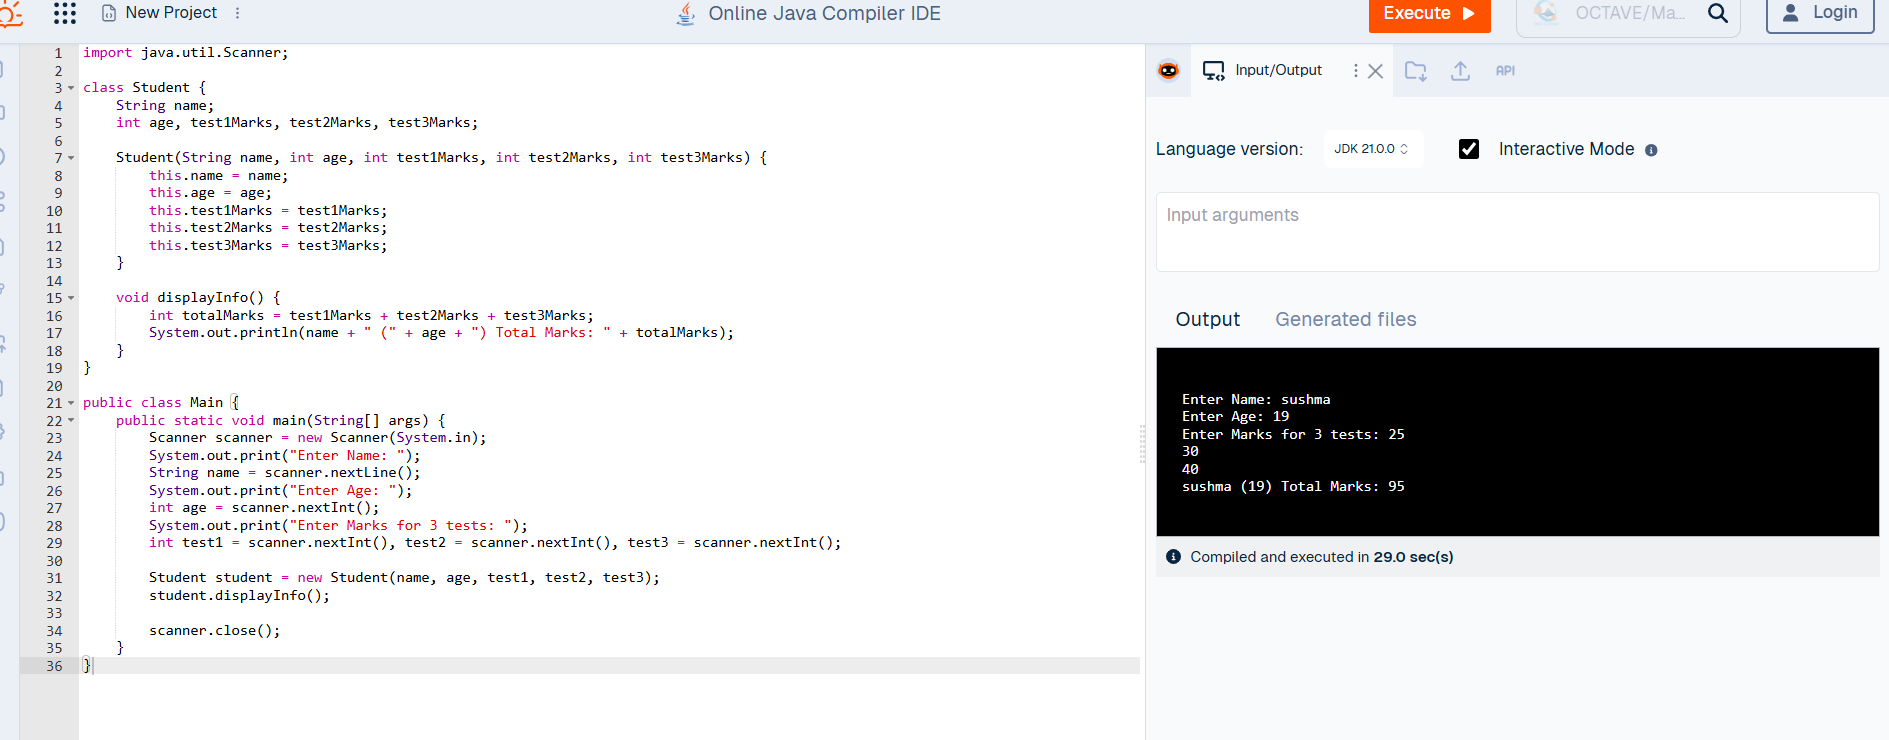 New Project
Online Java Compiler IDE
Execute
OCTAVE/Ma...
Login
1 import java.util.Scanner;
2
3 class Student {
4     String name;
5     int age, test1Marks, test2Marks, test3Marks;
6
7     Student(String name, int age, int test1Marks, int test2Marks, int test3Marks) {
8         this.name = name;
9         this.age = age;
10         this.test1Marks = test1Marks;
11         this.test2Marks = test2Marks;
12         this.test3Marks = test3Marks;
13     }
14
15     void displayInfo() {
16         int totalMarks = test1Marks + test2Marks + test3Marks;
17         System.out.println(name + " (" + age + ") Total Marks: " + totalMarks);
18     }
19 }
20
21 public class Main {
22     public static void main(String[] args) {
23         Scanner scanner = new Scanner(System.in);
24         System.out.print("Enter Name: ");
25         String name = scanner.nextLine();
26         System.out.print("Enter Age: ");
27         int age = scanner.nextInt();
28         System.out.print("Enter Marks for 3 tests: ");
29         int test1 = scanner.nextInt(), test2 = scanner.nextInt(), test3 = scanner.nextInt();
30
31         Student student = new Student(name, age, test1, test2, test3);
32         student.displayInfo();
33
34         scanner.close();
35     }
36 }
Input/Output
API
Language version:
JDK 21.0.0
Interactive Mode
Input arguments
Output
Generated files
Enter Name: sushma
Enter Age: 19
Enter Marks for 3 tests: 25
30
40
sushma (19) Total Marks: 95
Compiled and executed in 29.0 sec(s)